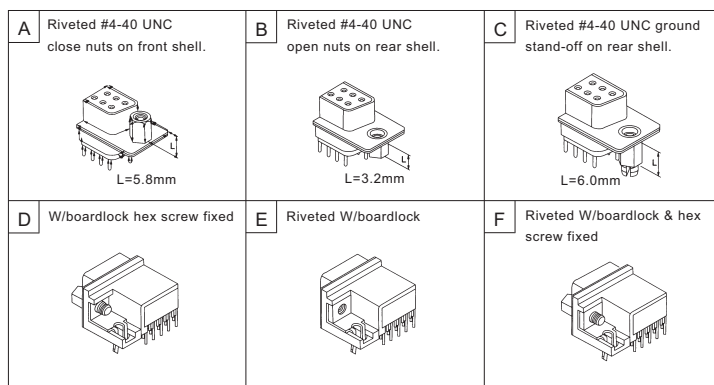 A
Riveted #4-40 UNC
close nuts on front shell.
L
L=5.8mm
B
Riveted #4-40 UNC
open nuts on rear shell.
L
L=3.2mm
C
Riveted #4-40 UNC ground
stand-off on rear shell.
L
L=6.0mm
D
W/boardlock hex screw fixed
E
Riveted W/boardlock
F
Riveted W/boardlock & hex
screw fixed